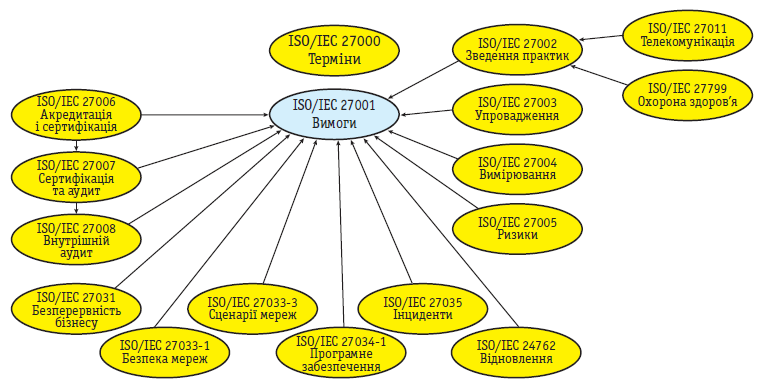 ISO/IEC 27000
Терміни
ISO/IEC 27002
Зведення практик
ISO/IEC 27011
Телекомунікація
ISO/IEC 27799
Охорона здоров’я
ISO/IEC 27006
Акредитація
і сертифікація
ISO/IEC 27001
Вимоги
ISO/IEC 27003
Упровадження
ISO/IEC 27007
Сертифікація
та аудит
ISO/IEC 27004
Вимірювання
ISO/IEC 27008
Внутрішній
аудит
ISO/IEC 27005
Ризики
ISO/IEC 27031
Безперервність
бізнесу
ISO/IEC 27033-3
Сценарії мереж
ISO/IEC 27035
Інциденти
ISO/IEC 27033-1
Безпека мереж
ISO/IEC 27034-1
Програмне
забезпечення
ISO/IEC 24762
Відновлення